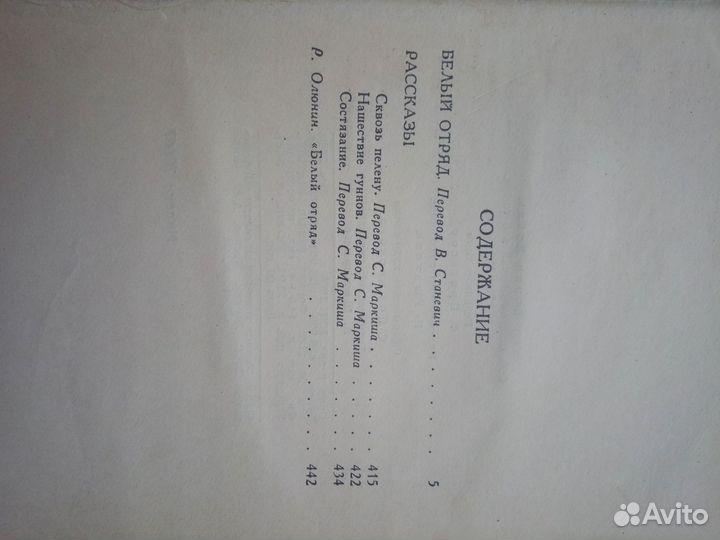 СОДЕРЖАНИЕ
БЕЛЫЙ ОТРЯД. Перевод В. Станевич . . . . . . . . 5
РАССКАЗЫ
Сквозь пелену. Перевод С. Маркиша . . . . . . 415
Нашествие гуннов. Перевод С. Маркиша . . . . 422
Состязание. Перевод С. Маркиша . . . . . . 434
Р. Олюнин. «Белый отряд» . . . . . . . . . . 442
Avito